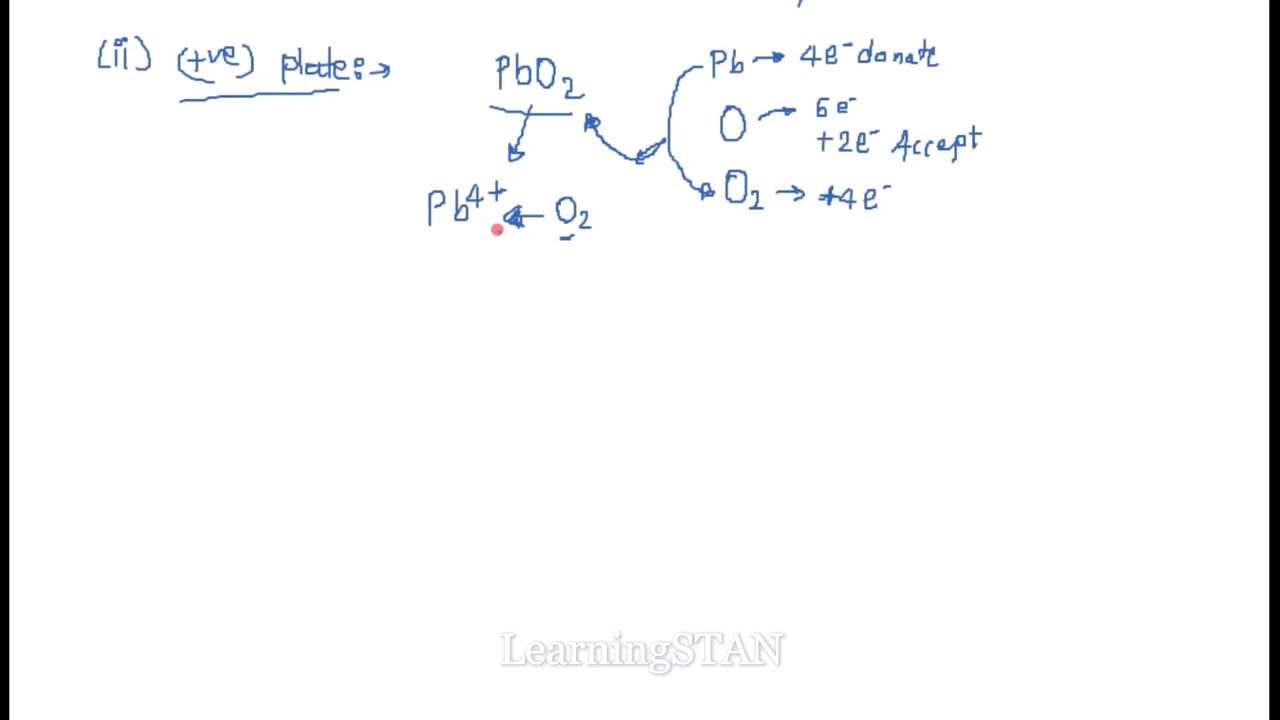 (ii) (+ve) plate:→ PbO₂
Pb → 4e⁻ donate
O → 6e⁻
+2e⁻ Accept
O₂ → +4e⁻
Pb⁴⁺ ← O₂
LearningSTAN